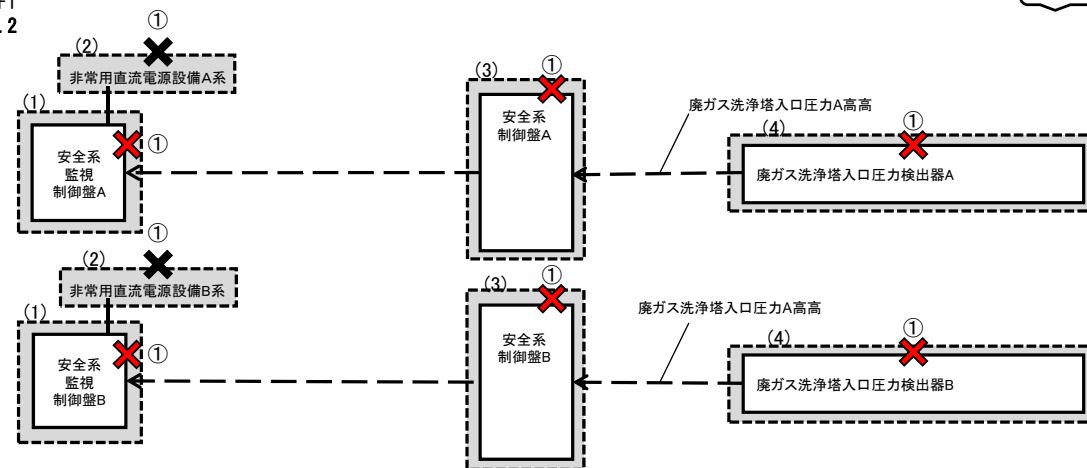 .2
①
(2)
非常用直流電源設備A系
(1)
安全系
監視
制御盤A
①
(3)
①
安全系
制御盤A
廃ガス洗浄塔入口圧力A高高
①
(4)
廃ガス洗浄塔入口圧力検出器A
①
(2)
非常用直流電源設備B系
(1)
安全系
監視
制御盤B
①
(3)
①
安全系
制御盤B
廃ガス洗浄塔入口圧力A高高
①
(4)
廃ガス洗浄塔入口圧力検出器B